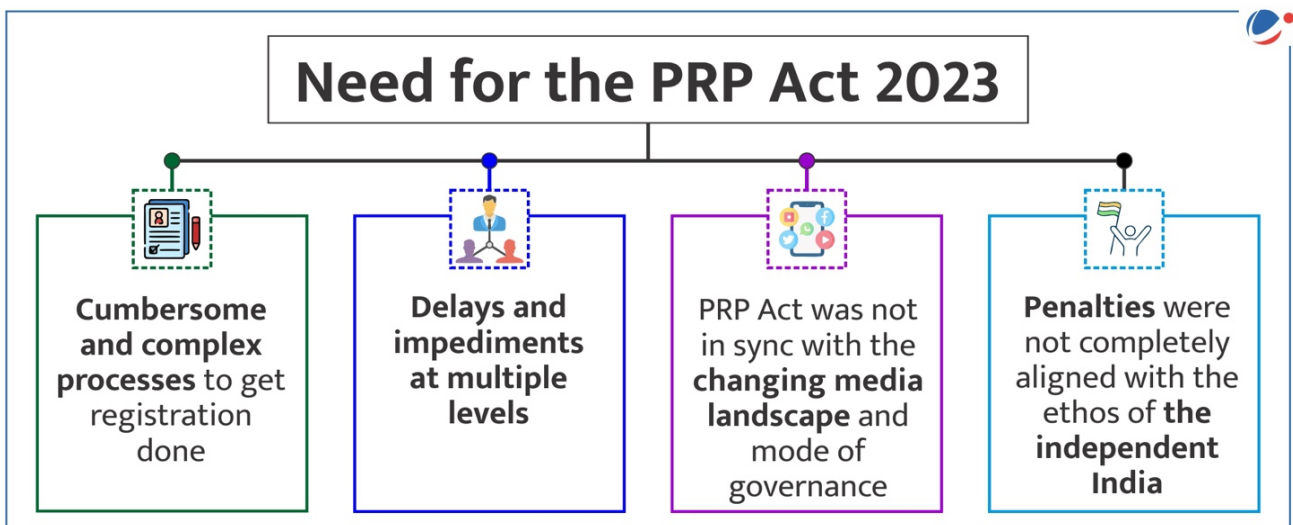 Need for the PRP Act 2023
Cumbersome
and complex
processes to get
registration
done
Delays and
impediments
at multiple
levels
PRP Act was not
in sync with the
changing media
landscape and
mode of
governance
Penalties were
not completely
aligned with the
ethos of the
independent
India